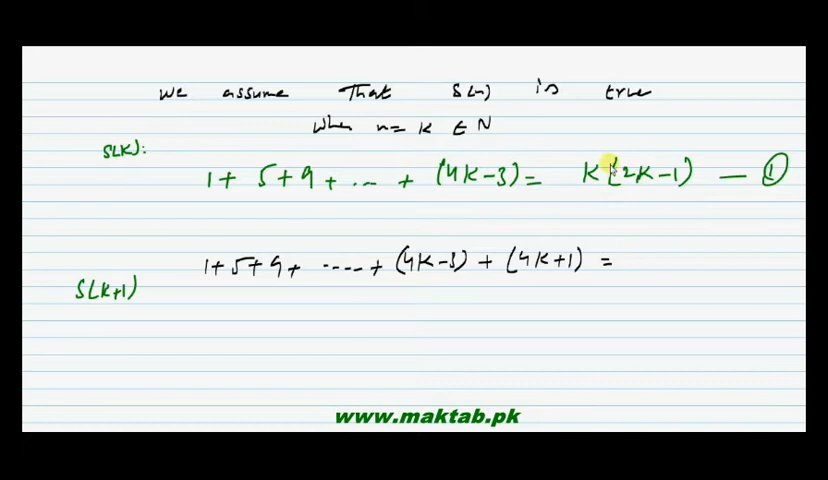 We assume That S(n) is true
When n = K ∈ N
S(K):
1 + 5 + 9 + ... + (4K-3) = K(2K-1) — ①
1 + 5 + 9 + ..... + (4K-3) + (4K+1) =
S(K+1)
www.maktab.pk